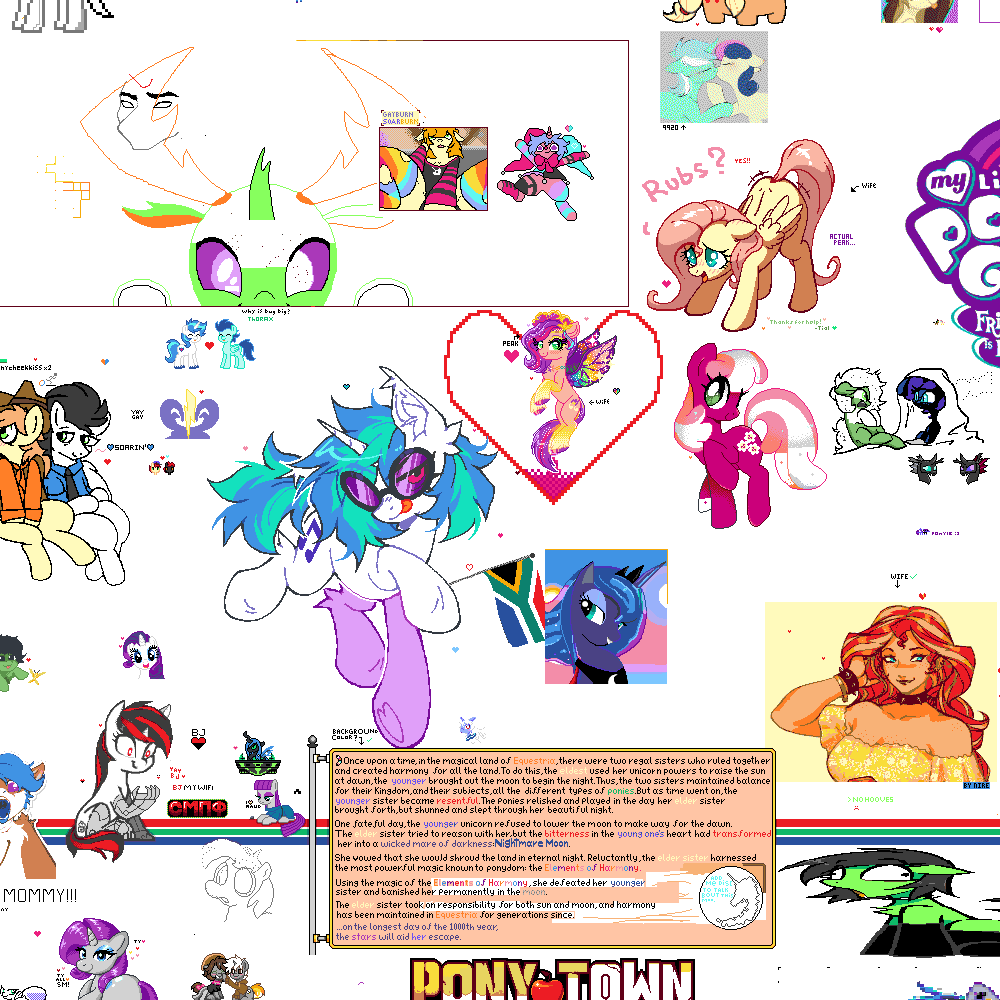 GAYBURN
SOARBURN
9920 ↑
Rubs?
YES!!
WiFe
ACTUAL
PEAK...
my Li
"Thanks for help!"
Why is bug big?
THORAX
PEAK
← WiFE
YAY
GAY
SOARIN'
WIFE
BJ
BJ MY WIFI
BACKGROUND
COLOR?
BY NIRE
> NO HOOVES
Once upon a time, in the magical land of Equestria, there were two regal sisters who ruled together
and created harmony for all the land. To do this, the eldest used her unicorn powers to raise the sun
at dawn, the younger brought out the moon to begin the night. Thus, the two sisters maintained balance
for their Kingdom, and their subjects, all the different types of ponies. But as time went on, the
younger sister became resentful. The Ponies relished and played in the day her elder sister
brought forth, but shunned and slept through her beautiful night.
One fateful day, the younger unicorn refused to lower the moon to make way for the dawn.
The elder sister tried to reason with her, but the bitterness in the young one's heart had transformed
her into a wicked mare of darkness: Nightmare Moon.
She vowed that she would shroud the land in eternal night. Reluctantly, the elder sister harnessed
the most powerful magic known to ponydom: the Elements of Harmony.
Using the magic of the Elements of Harmony, she defeated her younger
sister and banished her permanently in the moon.
The elder sister took on responsibility for both sun and moon, and harmony
has been maintained in Equestria for generations since.
...on the longest day of the 1000th year,
the stars will aid her escape.
MOMMY!!!
PONY TOWN